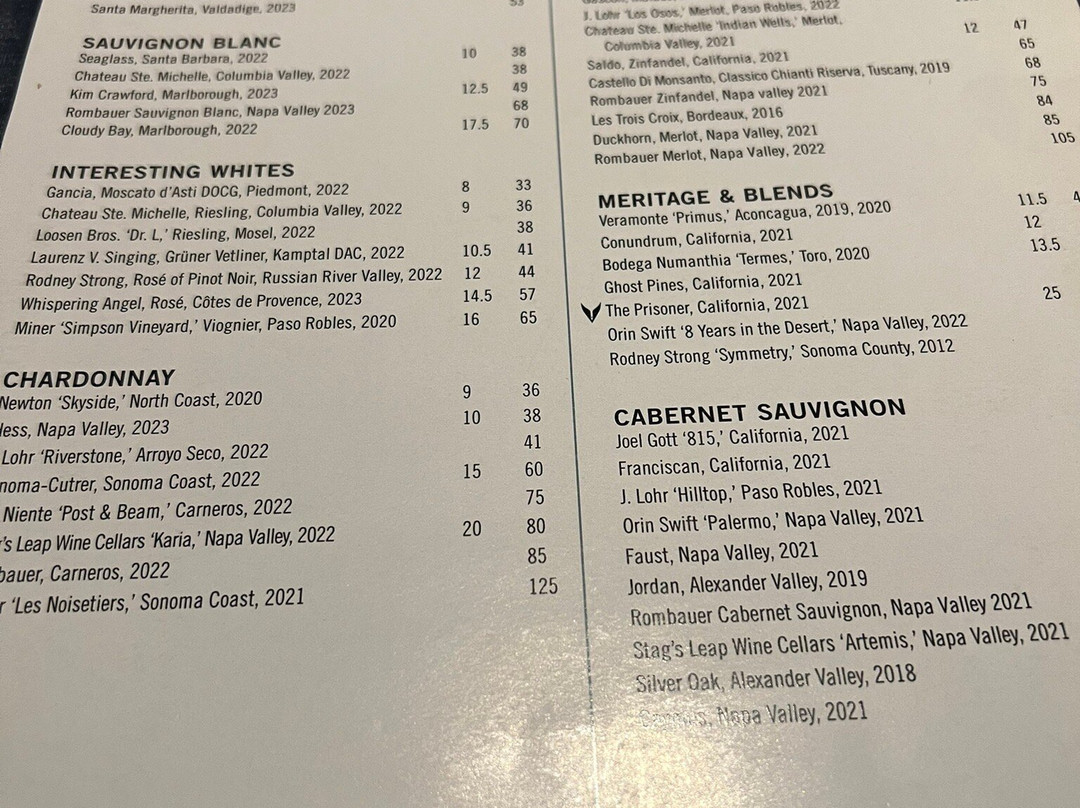 Santa Margherita, Valdadige, 2023 53
SAUVIGNON BLANC
Seaglass, Santa Barbara, 2022 10 38
Chateau Ste. Michelle, Columbia Valley, 2022 38
Kim Crawford, Marlborough, 2023 12.5 49
Rombauer Sauvignon Blanc, Napa Valley 2023 68
Cloudy Bay, Marlborough, 2022 17.5 70
INTERESTING WHITES
Gancia, Moscato d'Asti DOCG, Piedmont, 2022 8 33
Chateau Ste. Michelle, Riesling, Columbia Valley, 2022 9 36
Loosen Bros. 'Dr. L,' Riesling, Mosel, 2022 38
Laurenz V. Singing, Grüner Vetliner, Kamptal DAC, 2022 10.5 41
Rodney Strong, Rosé of Pinot Noir, Russian River Valley, 2022 12 44
Whispering Angel, Rosé, Côtes de Provence, 2023 14.5 57
Miner 'Simpson Vineyard,' Viognier, Paso Robles, 2020 16 65
CHARDONNAY
Newton 'Skyside,' North Coast, 2020 9 36
less, Napa Valley, 2023 10 38
Lohr 'Riverstone,' Arroyo Seco, 2022 41
noma-Cutrer, Sonoma Coast, 2022 15 60
Niente 'Post & Beam,' Carneros, 2022 75
's Leap Wine Cellars 'Karia,' Napa Valley, 2022 20 80
bauer, Carneros, 2022 85
r 'Les Noisetiers,' Sonoma Coast, 2021 125
J. Lohr 'Los Osos,' Merlot, Paso Robles, 2022
Chateau Ste. Michelle 'Indian Wells,' Merlot,
Columbia Valley, 2021 12 47
Saldo, Zinfandel, California, 2021 65
Castello Di Monsanto, Classico Chianti Riserva, Tuscany, 2019 68
Rombauer Zinfandel, Napa valley 2021 75
Les Trois Croix, Bordeaux, 2016 84
Duckhorn, Merlot, Napa Valley, 2021 85
Rombauer Merlot, Napa Valley, 2022 105
MERITAGE & BLENDS
Veramonte 'Primus,' Aconcagua, 2019, 2020 11.5 4
Conundrum, California, 2021 12
Bodega Numanthia 'Termes,' Toro, 2020 13.5
Ghost Pines, California, 2021
The Prisoner, California, 2021 25
Orin Swift '8 Years in the Desert,' Napa Valley, 2022
Rodney Strong 'Symmetry,' Sonoma County, 2012
CABERNET SAUVIGNON
Joel Gott '815,' California, 2021
Franciscan, California, 2021
J. Lohr 'Hilltop,' Paso Robles, 2021
Orin Swift 'Palermo,' Napa Valley, 2021
Faust, Napa Valley, 2021
Jordan, Alexander Valley, 2019
Rombauer Cabernet Sauvignon, Napa Valley 2021
Stag's Leap Wine Cellars 'Artemis,' Napa Valley, 2021
Silver Oak, Alexander Valley, 2018
Napa Valley, 2021